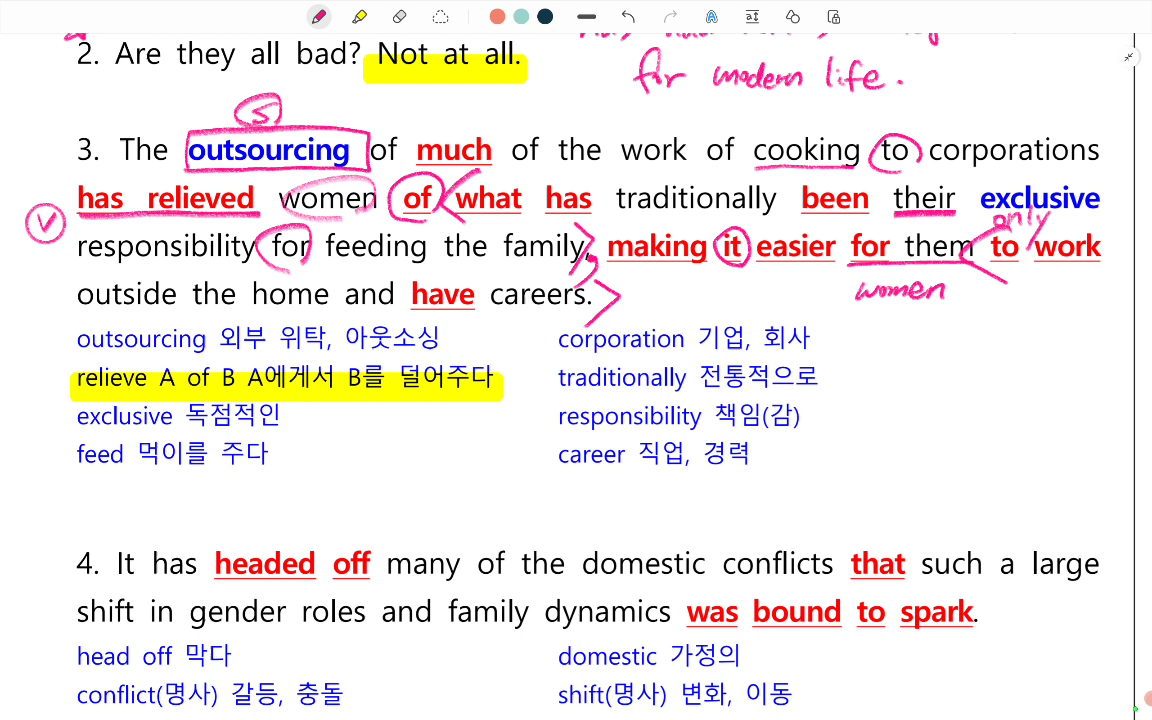 2. Are they all bad? Not at all.
for modern life.
S
3. The outsourcing of much of the work of cooking to corporations
has relieved women of what has traditionally been their exclusive
V
only
responsibility for feeding the family, making it easier for them to work
outside the home and have careers.
women
outsourcing 외부 위탁, 아웃소싱
corporation 기업, 회사
relieve A of B A에게서 B를 덜어주다
traditionally 전통적으로
exclusive 독점적인
responsibility 책임(감)
feed 먹이를 주다
career 직업, 경력
4. It has headed off many of the domestic conflicts that such a large
shift in gender roles and family dynamics was bound to spark.
head off 막다
domestic 가정의
conflict(명사) 갈등, 충돌
shift(명사) 변화, 이동